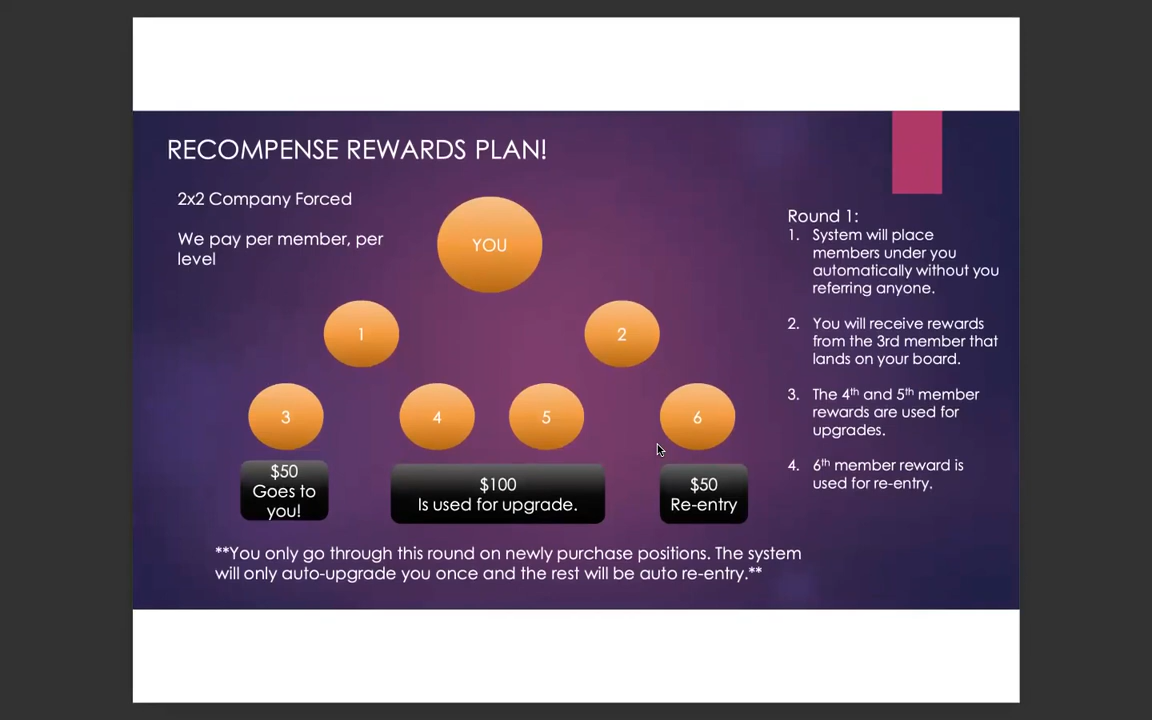 RECOMPENSE REWARDS PLAN!
2x2 Company Forced
We pay per member, per
level
YOU
1
2
3
4
5
6
$50
Goes to
you!
$100
Is used for upgrade.
$50
Re-entry
**You only go through this round on newly purchase positions. The system
will only auto-upgrade you once and the rest will be auto re-entry.**
Round 1:
1. System will place
members under you
automatically without you
referring anyone.
2. You will receive rewards
from the 3rd member that
lands on your board.
3. The 4th and 5th member
rewards are used for
upgrades.
4. 6th member reward is
used for re-entry.